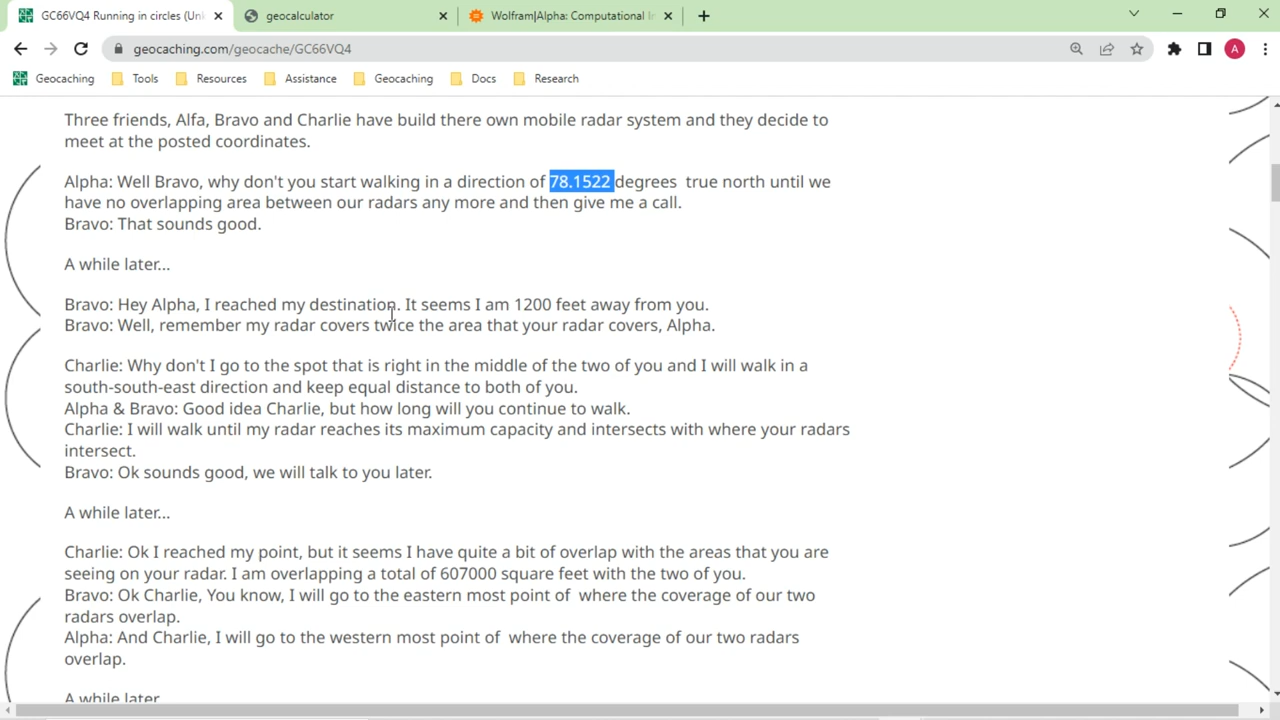 GC66VQ4 Running in circles (Unk
geocalculator
Wolfram|Alpha: Computational In
geocaching.com/geocache/GC66VQ4
A
Geocaching
Tools
Resources
Assistance
Geocaching
Docs
Research
Three friends, Alfa, Bravo and Charlie have build there own mobile radar system and they decide to
meet at the posted coordinates.
Alpha: Well Bravo, why don't you start walking in a direction of 78.1522 degrees  true north until we
have no overlapping area between our radars any more and then give me a call.
Bravo: That sounds good.
A while later...
Bravo: Hey Alpha, I reached my destination. It seems I am 1200 feet away from you.
Bravo: Well, remember my radar covers twice the area that your radar covers, Alpha.
Charlie: Why don't I go to the spot that is right in the middle of the two of you and I will walk in a
south-south-east direction and keep equal distance to both of you.
Alpha & Bravo: Good idea Charlie, but how long will you continue to walk.
Charlie: I will walk until my radar reaches its maximum capacity and intersects with where your radars
intersect.
Bravo: Ok sounds good, we will talk to you later.
A while later...
Charlie: Ok I reached my point, but it seems I have quite a bit of overlap with the areas that you are
seeing on your radar. I am overlapping a total of 607000 square feet with the two of you.
Bravo: Ok Charlie, You know, I will go to the eastern most point of  where the coverage of our two
radars overlap.
Alpha: And Charlie, I will go to the western most point of  where the coverage of our two radars
overlap.
A while later